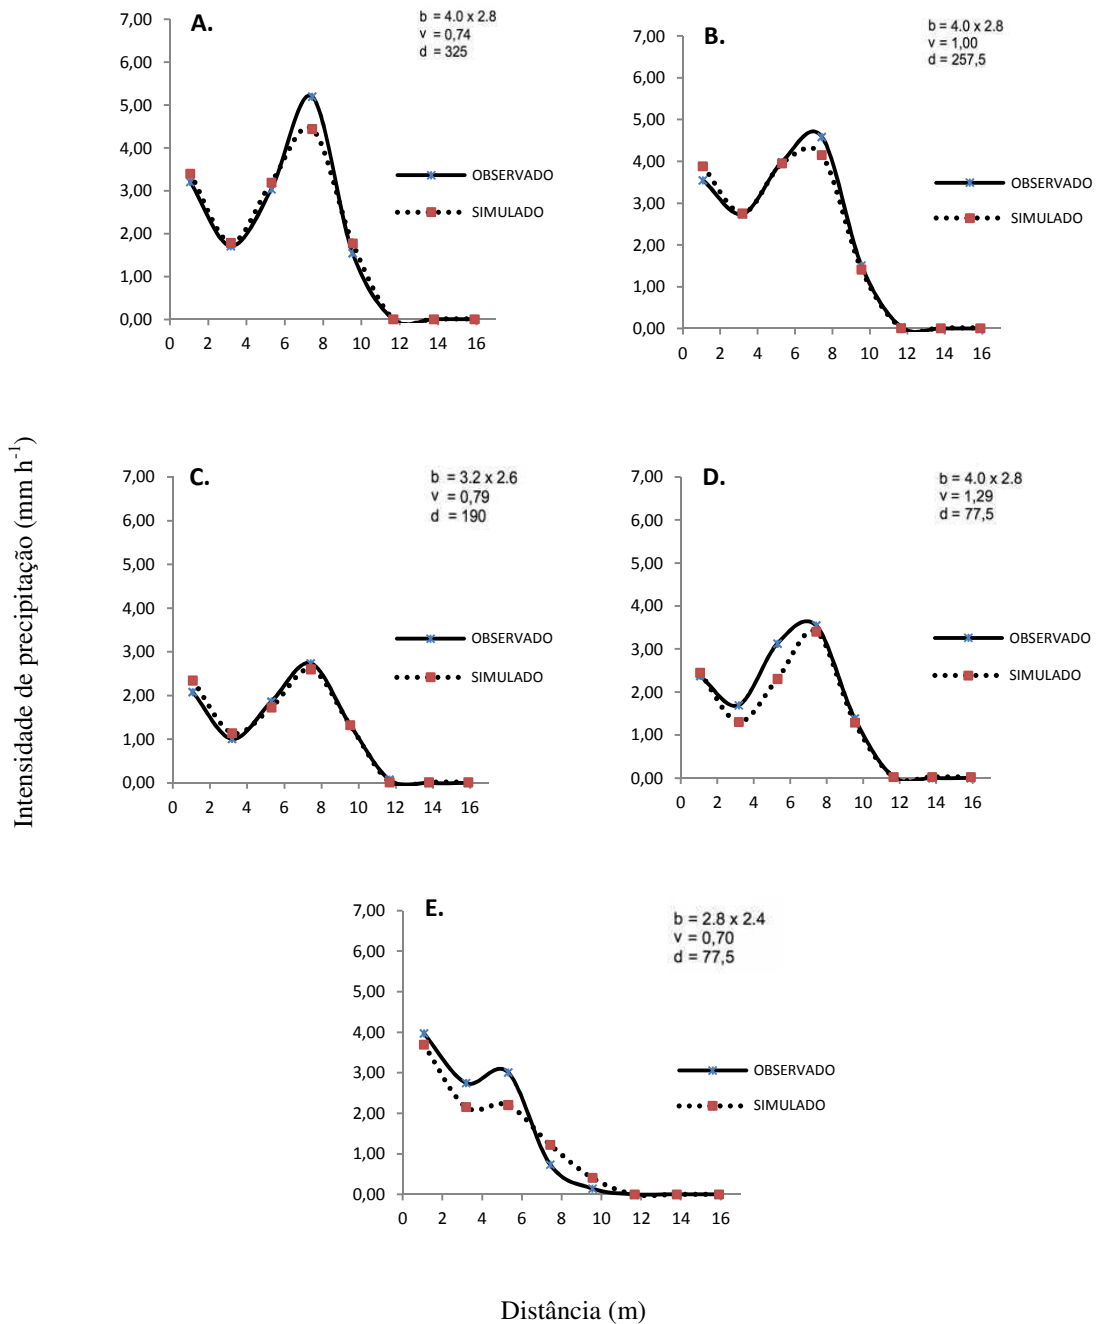 A.
b = 4.0 x 2.8
v = 0,74
d = 325
7,00
6,00
5,00
4,00
3,00
2,00
1,00
0,00
0 2 4 6 8 10 12 14 16
OBSERVADO
SIMULADO
B.
b = 4.0 x 2.8
v = 1,00
d = 257,5
7,00
6,00
5,00
4,00
3,00
2,00
1,00
0,00
0 2 4 6 8 10 12 14 16
OBSERVADO
SIMULADO
Intensidade de precipitação (mm h-1)
C.
b = 3.2 x 2.6
v = 0,79
d = 190
7,00
6,00
5,00
4,00
3,00
2,00
1,00
0,00
0 2 4 6 8 10 12 14 16
OBSERVADO
SIMULADO
D.
b = 4.0 x 2.8
v = 1,29
d = 77,5
7,00
6,00
5,00
4,00
3,00
2,00
1,00
0,00
0 2 4 6 8 10 12 14 16
OBSERVADO
SIMULADO
E.
b = 2.8 x 2.4
v = 0,70
d = 77,5
7,00
6,00
5,00
4,00
3,00
2,00
1,00
0,00
0 2 4 6 8 10 12 14 16
OBSERVADO
SIMULADO
Distância (m)